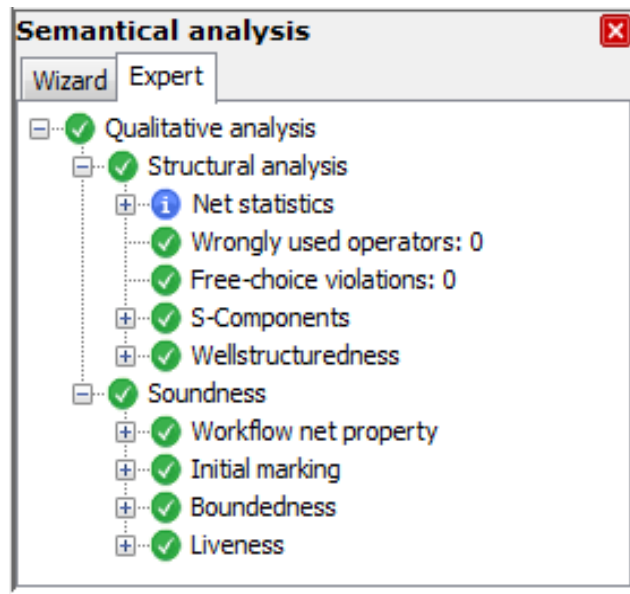 Semantical analysis
Wizard Expert
Qualitative analysis
Structural analysis
Net statistics
Wrongly used operators: 0
Free-choice violations: 0
S-Components
Wellstructuredness
Soundness
Workflow net property
Initial marking
Boundedness
Liveness